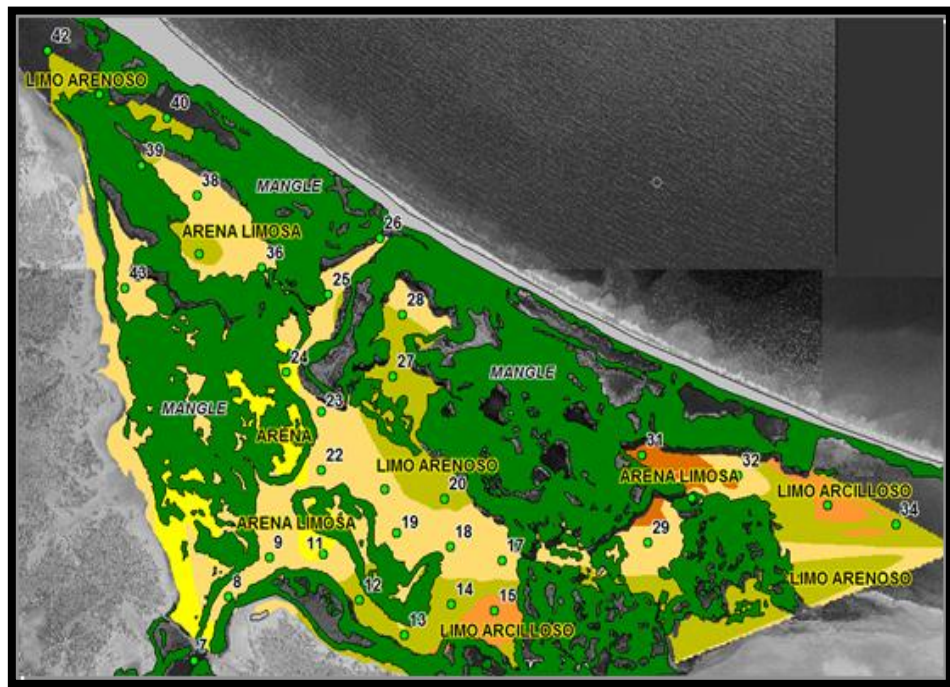 42
LIMO ARENOSO
40
39
38
MANGLE
ARENA LIMOSA
26
36
43
25
28
24
27
MANGLE
MANGLE
23
ARENA
31
22
LIMO ARENOSO
32
ARENA LIMOSA
20
LIMO ARCILLOSO
34
ARENA LIMOSA
19
18
29
9
11
17
8
12
14
15
LIMO ARENOSO
13
LIMO ARCILLOSO
7